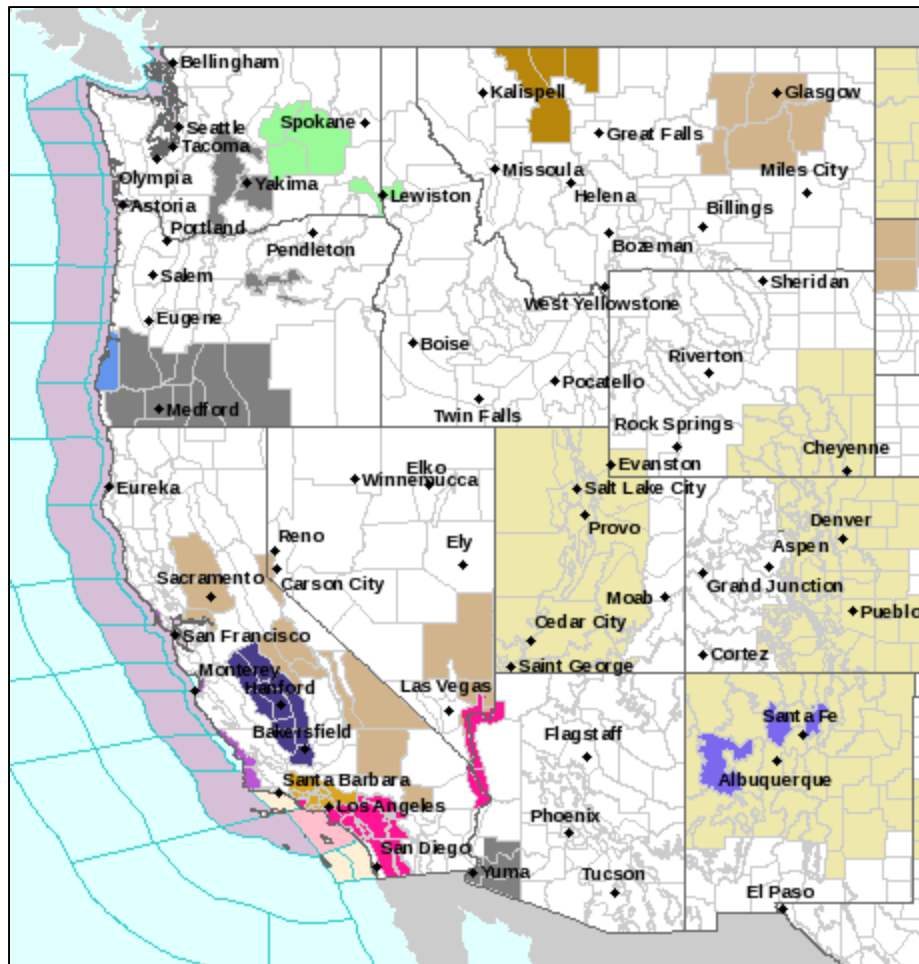 Bellingham
Kalispell
Glasgow
Seattle
Spokane
Great Falls
Tacoma
Olympia
Missoula
Miles City
Yakima
Helena
Lewiston
Astoria
Billings
Portland
Pendleton
Bozeman
Salem
Sheridan
West Yellowstone
Eugene
Boise
Riverton
Pocatello
Medford
Twin Falls
Rock Springs
Cheyenne
Elko
Evanston
Winnemucca
Eureka
Salt Lake City
Provo
Denver
Reno
Ely
Aspen
Sacramento
Carson City
Grand Junction
Moab
Pueblo
Cedar City
San Francisco
Cortez
Saint George
Monterey
Hanford
Las Vegas
Santa Fe
Bakersfield
Flagstaff
Santa Barbara
Albuquerque
Los Angeles
Phoenix
San Diego
Yuma
Tucson
El Paso